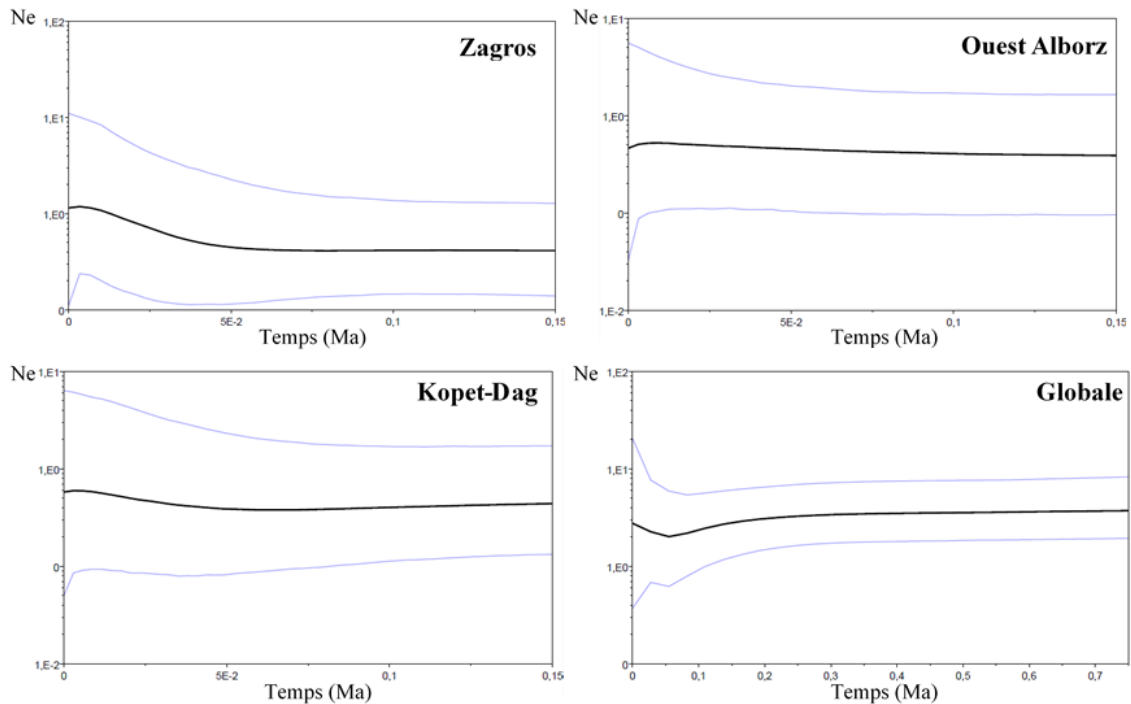 Ne
Zagros
1,E2
1,E1
1,E0
0
0
5E-2
0,1
0,15
Temps (Ma)
Ne
Ouest Alborz
1,E1
1,E0
0
1,E-2
0
5E-2
0,1
0,15
Temps (Ma)
Ne
Kopet-Dag
1,E1
1,E0
0
1,E-2
0
5E-2
0,1
0,15
Temps (Ma)
Ne
Globale
1,E2
1,E1
1,E0
0
0
0,1
0,2
0,3
0,4
0,5
0,6
0,7
Temps (Ma)